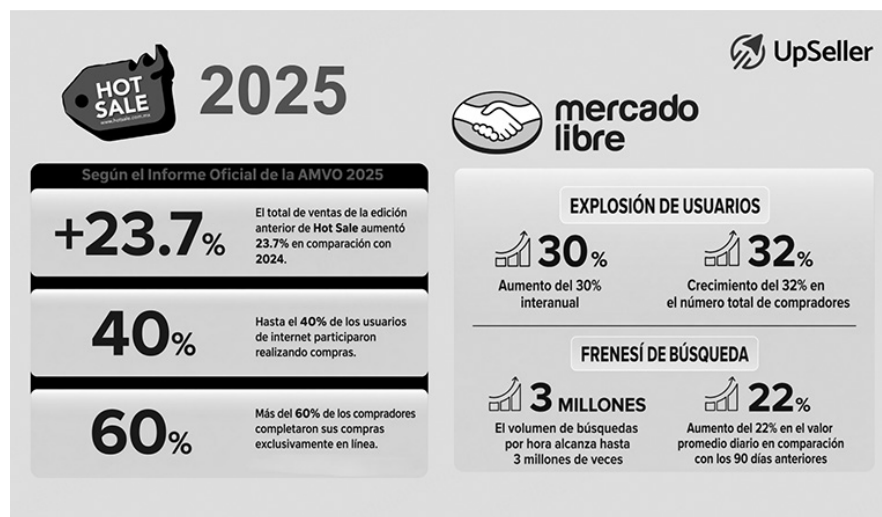 HOT
SALE
www.hotsale.com.mx
2025
UpSeller
mercado
libre
Según el Informe Oficial de la AMVO 2025
+23.7%
El total de ventas de la edición
anterior de Hot Sale aumentó
23.7% en comparación con
2024.
40%
Hasta el 40% de los usuarios
de internet participaron
realizando compras.
60%
Más del 60% de los compradores
completaron sus compras
exclusivamente en línea.
EXPLOSIÓN DE USUARIOS
30%
Aumento del 30%
interanual
32%
Crecimiento del 32% en
el número total de compradores
FRENESÍ DE BÚSQUEDA
3 MILLONES
El volumen de búsquedas
por hora alcanza hasta
3 millones de veces
22%
Aumento del 22% en el valor
promedio diario en comparación
con los 90 días anteriores